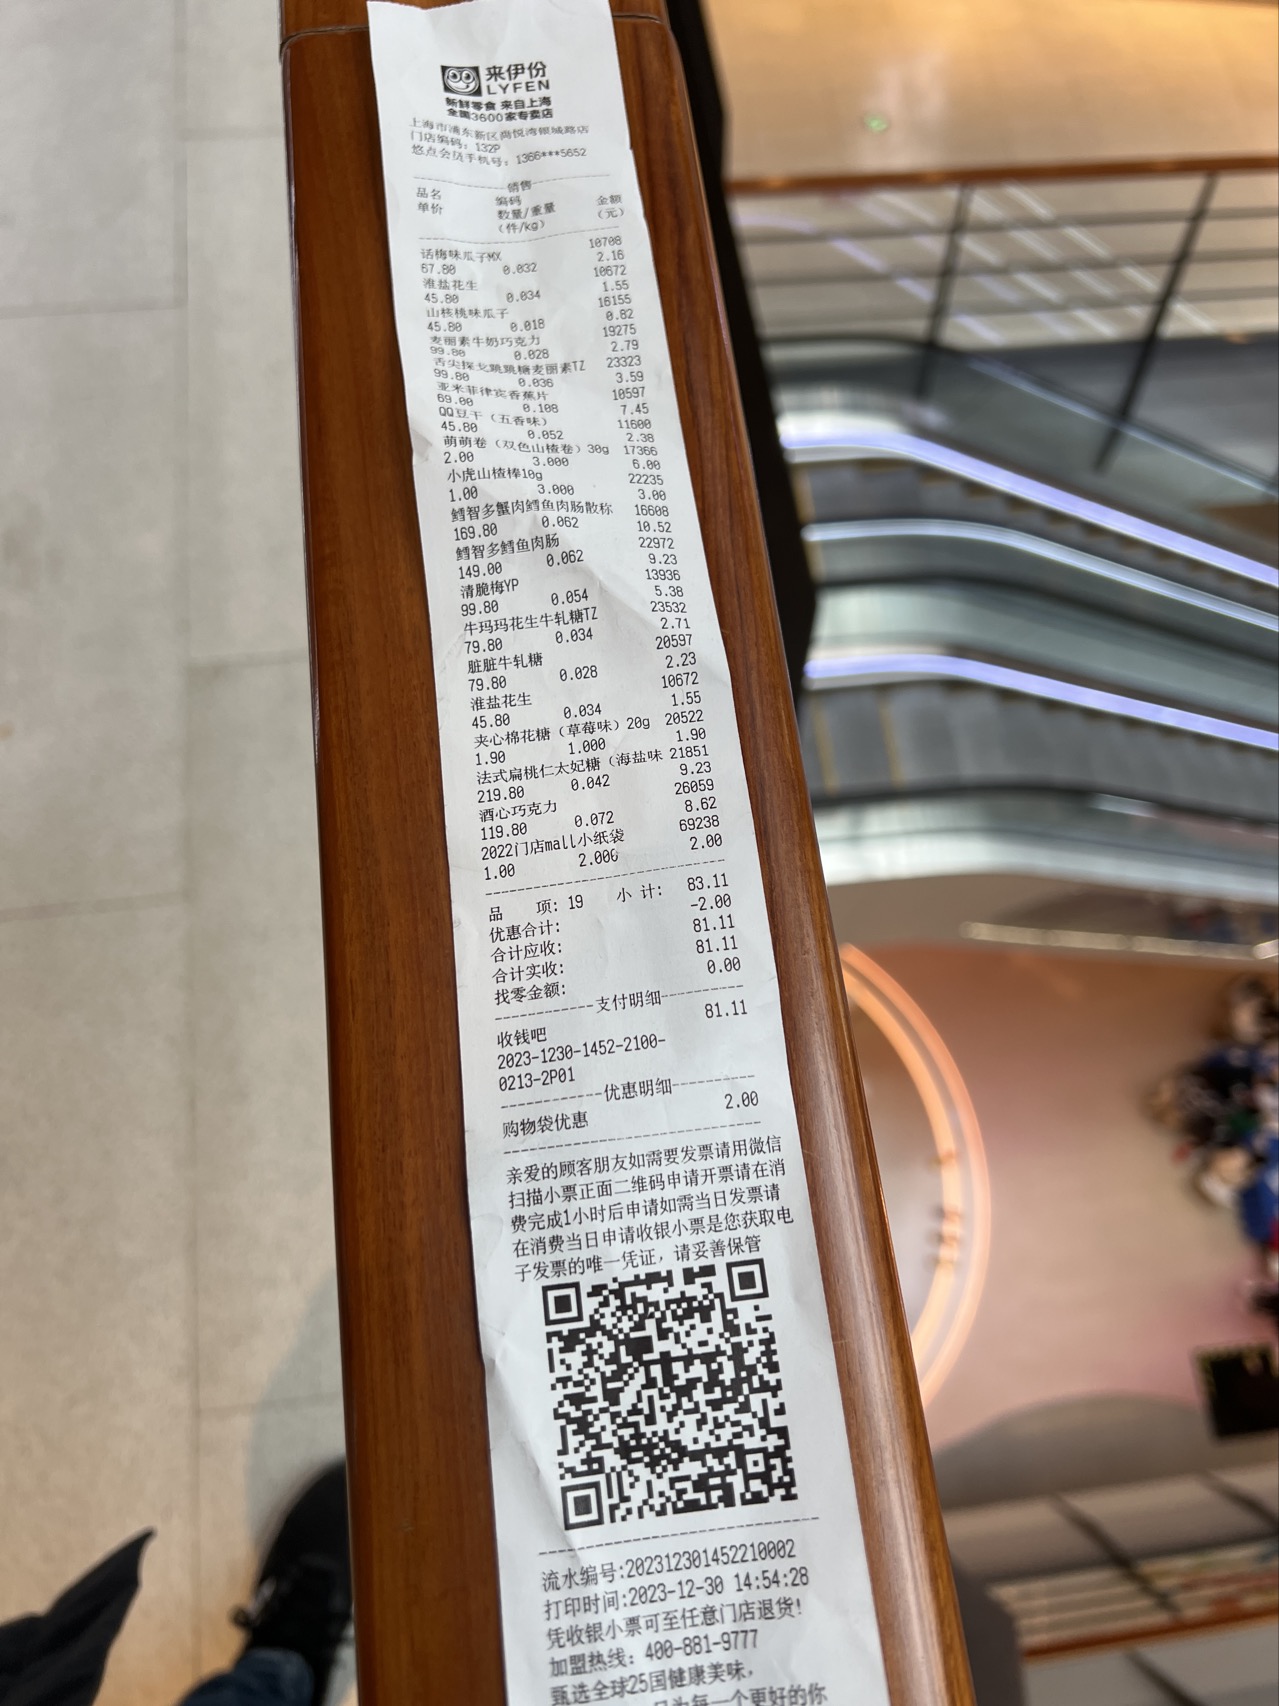 来伊份
LYFEN
新鲜零食 来自上海
全国3600家专卖店
上海市浦东新区尚悦湾银城路店
门店编码：132P
悠点会员手机号：1366***5652
销售
品名 编码 金额
单价 数量/重量 (元)
(件/kg)
话梅味瓜子MX 10708
67.80 0.032 2.16
淮盐花生 10672
45.80 0.034 1.55
山核桃味瓜子 16155
45.80 0.018 0.82
麦丽素牛奶巧克力 19275
99.80 0.028 2.79
舌尖探戈跳跳糖麦丽素TZ 23323
99.80 0.036 3.59
亚米菲律宾香蕉片 10597
69.00 0.108 7.45
QQ豆干（五香味） 11600
45.80 0.052 2.38
萌萌卷（双色山楂卷）30g 17366
2.00 3.000 6.00
小虎山楂棒10g 22235
1.00 3.000 3.00
鳕智多蟹肉鳕鱼肉肠散称 16608
169.80 0.062 10.52
鳕智多鳕鱼肉肠 22972
149.00 0.062 9.23
清脆梅YP 13936
99.80 0.054 5.38
牛玛玛花生牛轧糖TZ 23532
79.80 0.034 2.71
脏脏牛轧糖 20597
79.80 0.028 2.23
淮盐花生 10672
45.80 0.034 1.55
夹心棉花糖（草莓味）20g 20522
1.90 1.000 1.90
法式扁桃仁太妃糖（海盐味 21851
219.80 0.042 9.23
酒心巧克力 26059
119.80 0.072 8.62
2022门店mall小纸袋 69238
1.00 2.000 2.00
品 项: 19 小 计: 83.11
优惠合计: -2.00
合计应收: 81.11
合计实收: 81.11
找零金额: 0.00
支付明细
收钱吧 81.11
2023-1230-1452-2100-
0213-2P01
优惠明细
购物袋优惠 2.00
亲爱的顾客朋友如需要发票请用微信
扫描小票正面二维码申请开票请在消
费完成1小时后申请如需当日发票请
在消费当日申请收银小票是您获取电
子发票的唯一凭证，请妥善保管
流水编号:202312301452210002
打印时间:2023-12-30 14:54:28
凭收银小票可至任意门店退货!
加盟热线: 400-881-9777
甄选全球25国健康美味，
只为每一个更好的你